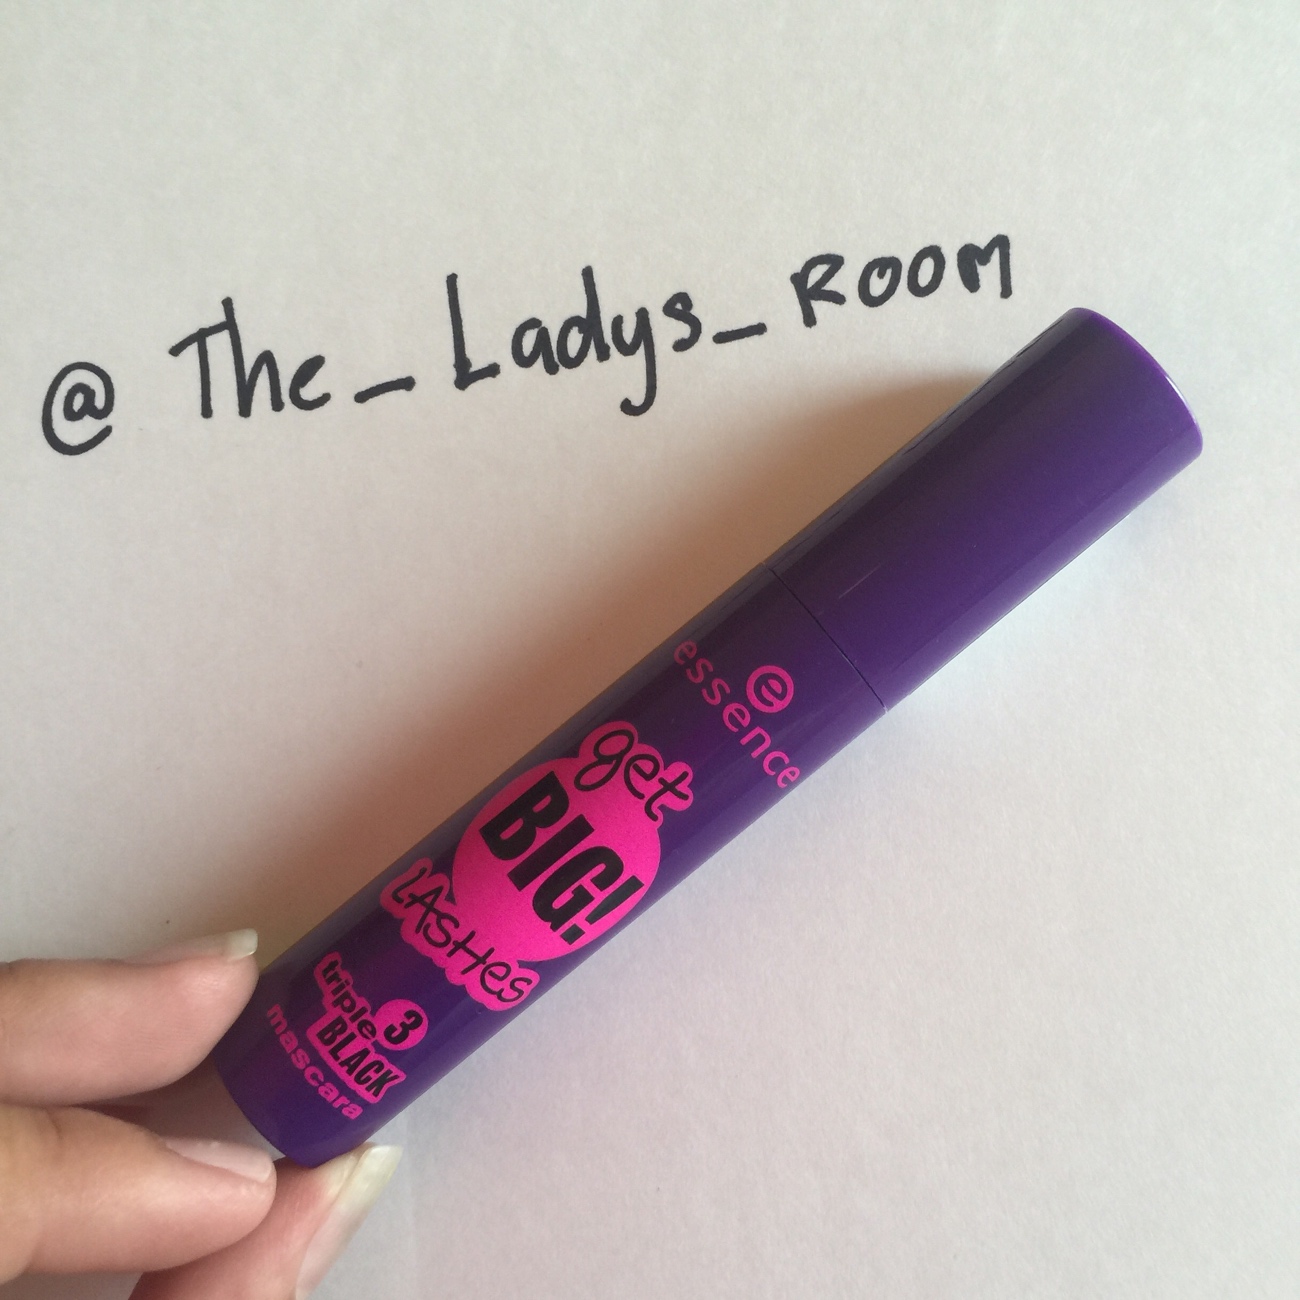 @ The_Ladys_Room
e
essence
get
BIG!
LASHES
triple 3
BLACK
mascara